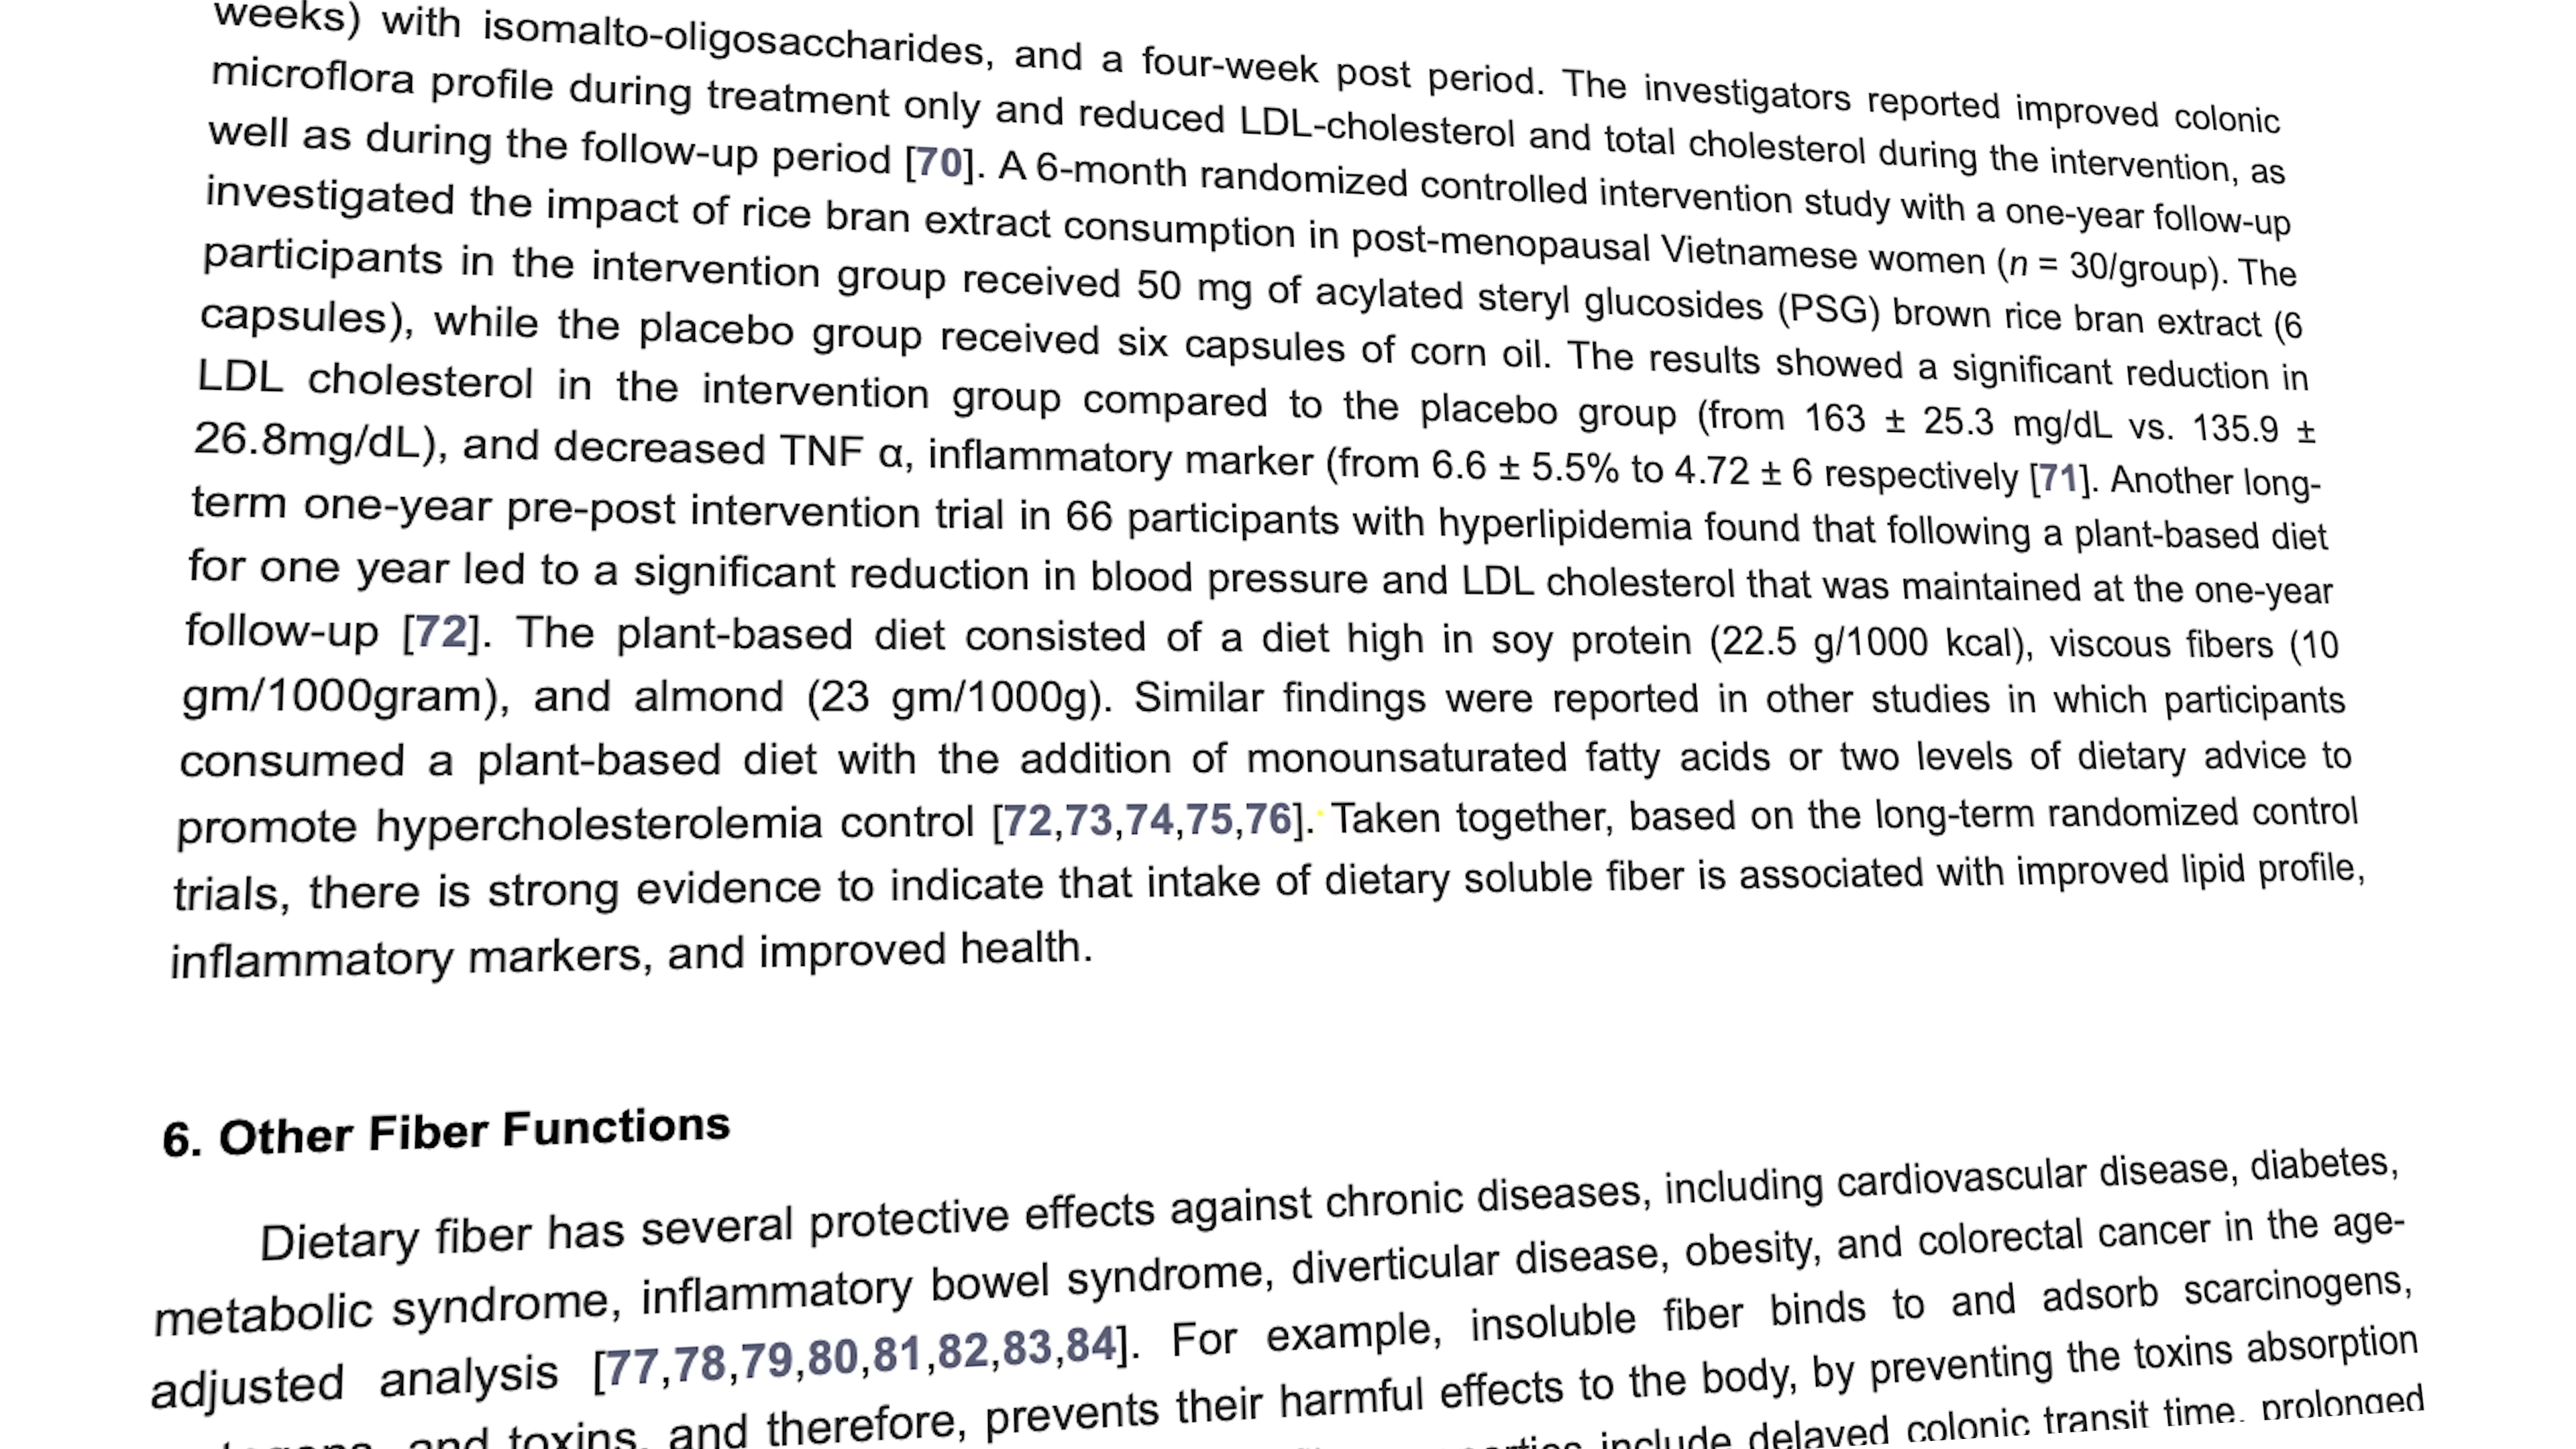 weeks) with isomalto-oligosaccharides, and a four-week post period. The investigators reported improved colonic
microflora profile during treatment only and reduced LDL-cholesterol and total cholesterol during the intervention, as
well as during the follow-up period [70]. A 6-month randomized controlled intervention study with a one-year follow-up
investigated the impact of rice bran extract consumption in post-menopausal Vietnamese women (n = 30/group). The
participants in the intervention group received 50 mg of acylated steryl glucosides (PSG) brown rice bran extract (6
capsules), while the placebo group received six capsules of corn oil. The results showed a significant reduction in
LDL cholesterol in the intervention group compared to the placebo group (from 163 ± 25.3 mg/dL vs. 135.9 ±
26.8mg/dL), and decreased TNF α, inflammatory marker (from 6.6 ± 5.5% to 4.72 ± 6 respectively [71]. Another long-
term one-year pre-post intervention trial in 66 participants with hyperlipidemia found that following a plant-based diet
for one year led to a significant reduction in blood pressure and LDL cholesterol that was maintained at the one-year
follow-up [72]. The plant-based diet consisted of a diet high in soy protein (22.5 g/1000 kcal), viscous fibers (10
gm/1000gram), and almond (23 gm/1000g). Similar findings were reported in other studies in which participants
consumed a plant-based diet with the addition of monounsaturated fatty acids or two levels of dietary advice to
promote hypercholesterolemia control [72,73,74,75,76]. Taken together, based on the long-term randomized control
trials, there is strong evidence to indicate that intake of dietary soluble fiber is associated with improved lipid profile,
inflammatory markers, and improved health.
6. Other Fiber Functions
Dietary fiber has several protective effects against chronic diseases, including cardiovascular disease, diabetes,
metabolic syndrome, inflammatory bowel syndrome, diverticular disease, obesity, and colorectal cancer in the age-
adjusted analysis [77,78,79,80,81,82,83,84]. For example, insoluble fiber binds to and adsorb scarcinogens,
and toxins, and therefore, prevents their harmful effects to the body, by preventing the toxins absorption
include delayed colonic transit time, prolonged